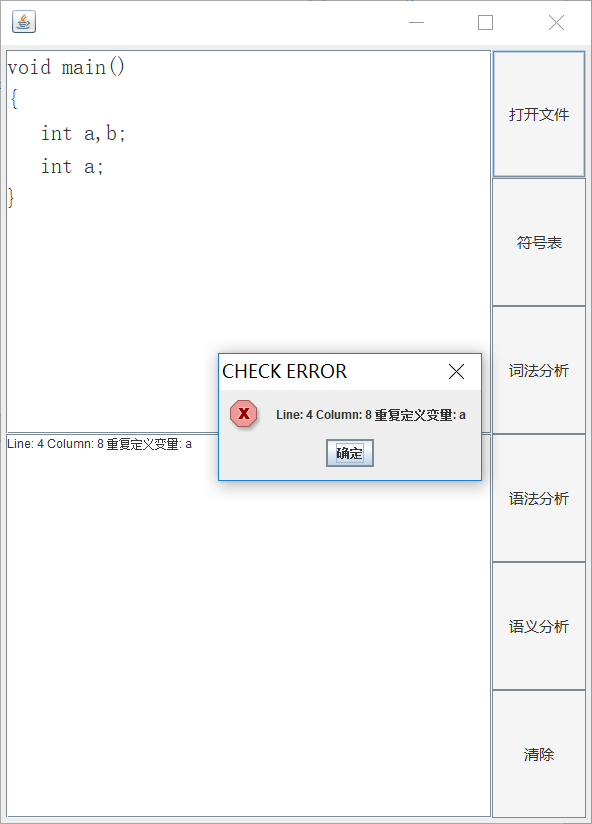 void main()
{
int a,b;
int a;
}
Line: 4 Column: 8 重复定义变量: a
CHECK ERROR
Line: 4 Column: 8 重复定义变量: a
确定
打开文件
符号表
词法分析
语法分析
语义分析
清除